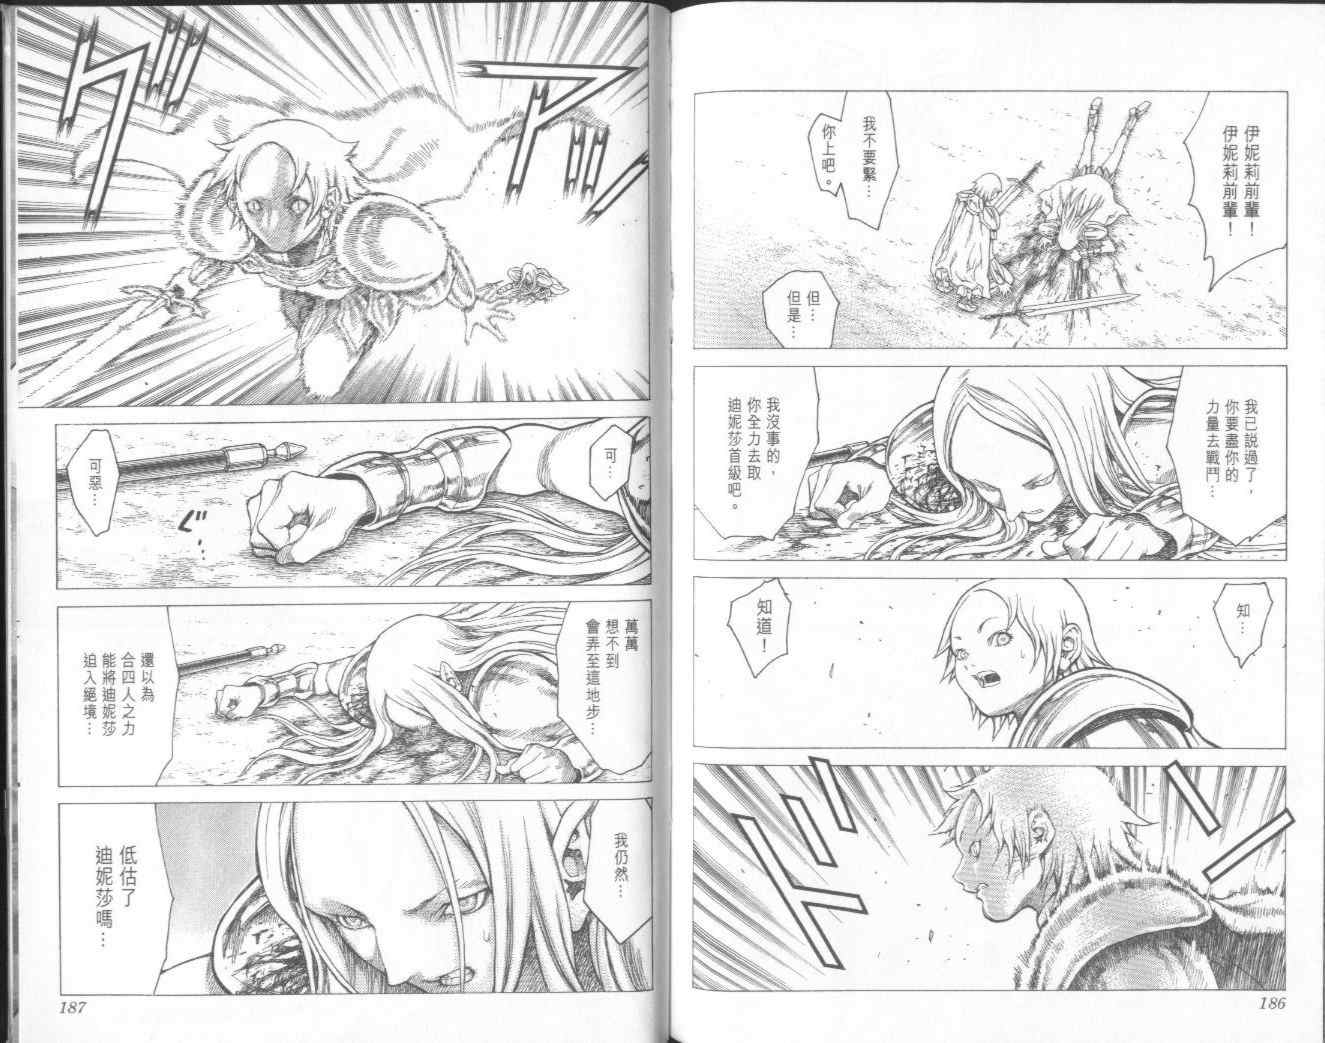 伊妮莉前輩！
伊妮莉前輩！
我不要緊…
你上吧。
但…
但是…
我已說過了，
你要盡你的
力量去戰鬥…
我沒事的，
你全力去取
迪妮莎首級吧。
知…
知道！
186
ダッ
グッ
可…
可惡…
ぐ…
萬萬
想不到
會弄至這地步…
還以為
合四人之力
能將迪妮莎
迫入絕境…
我仍然…
低估了
迪妮莎嗎…
187